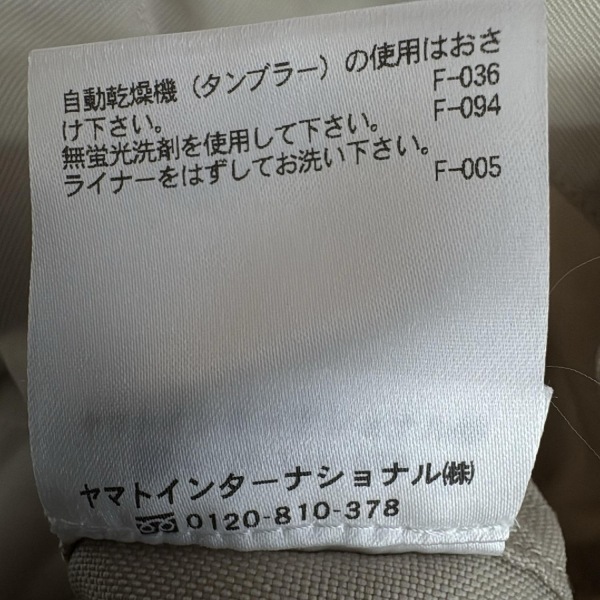 自動乾燥機（タンブラー）の使用はおさ
け下さい。 F-036
無蛍光洗剤を使用して下さい。 F-094
ライナーをはずしてお洗い下さい。
F-005
ヤマトインターナショナル㈱
0120-810-378